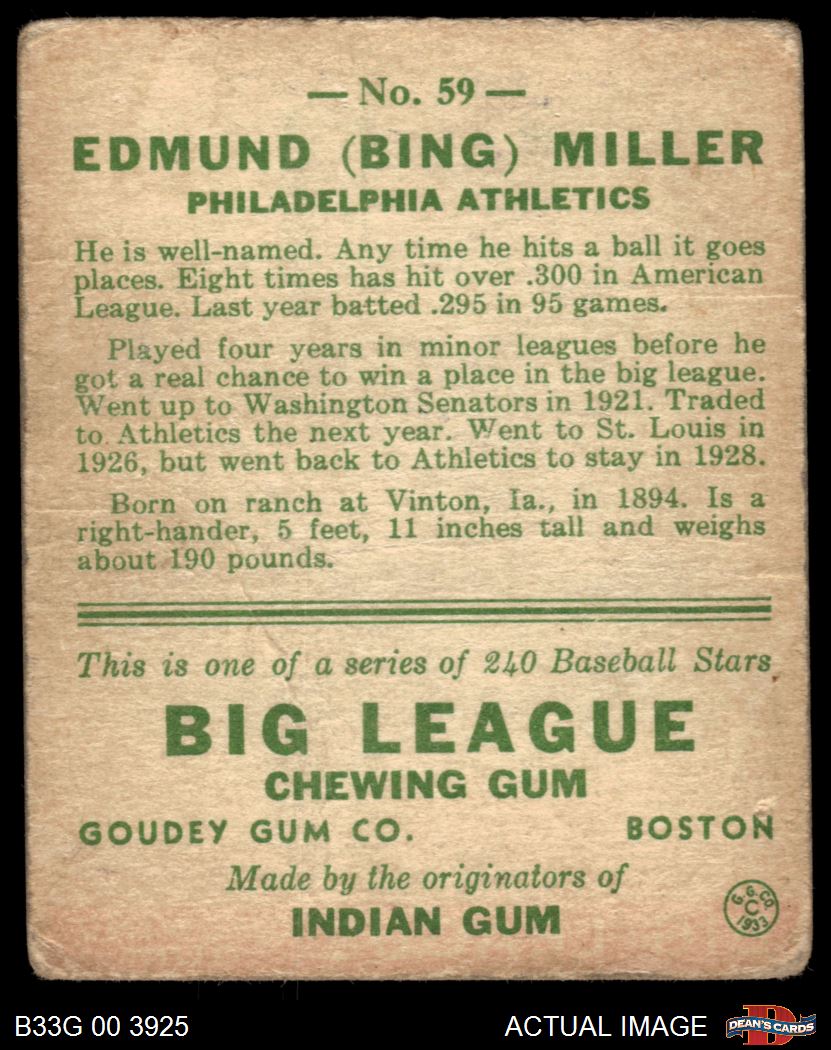 — No. 59 —
EDMUND (BING) MILLER
PHILADELPHIA ATHLETICS
He is well-named. Any time he hits a ball it goes
places. Eight times has hit over .300 in American
League. Last year batted .295 in 95 games.
Played four years in minor leagues before he
got a real chance to win a place in the big league.
Went up to Washington Senators in 1921. Traded
to Athletics the next year. Went to St. Louis in
1926, but went back to Athletics to stay in 1928.
Born on ranch at Vinton, Ia., in 1894. Is a
right-hander, 5 feet, 11 inches tall and weighs
about 190 pounds.
This is one of a series of 240 Baseball Stars
BIG LEAGUE
CHEWING GUM
GOUDEY GUM CO. BOSTON
Made by the originators of
INDIAN GUM
G. G. CO.
C
1933
B33G 00 3925
ACTUAL IMAGE
D
DEAN'S CARDS